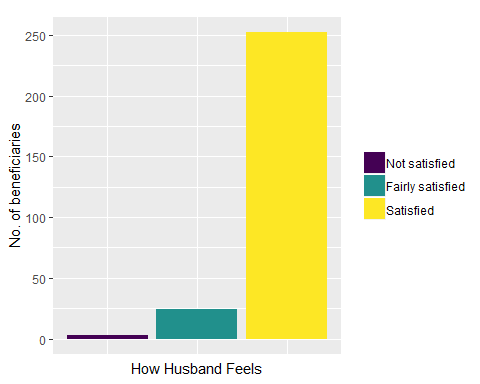 250
200
150
100
50
0
No. of beneficiaries
How Husband Feels
Not satisfied
Fairly satisfied
Satisfied